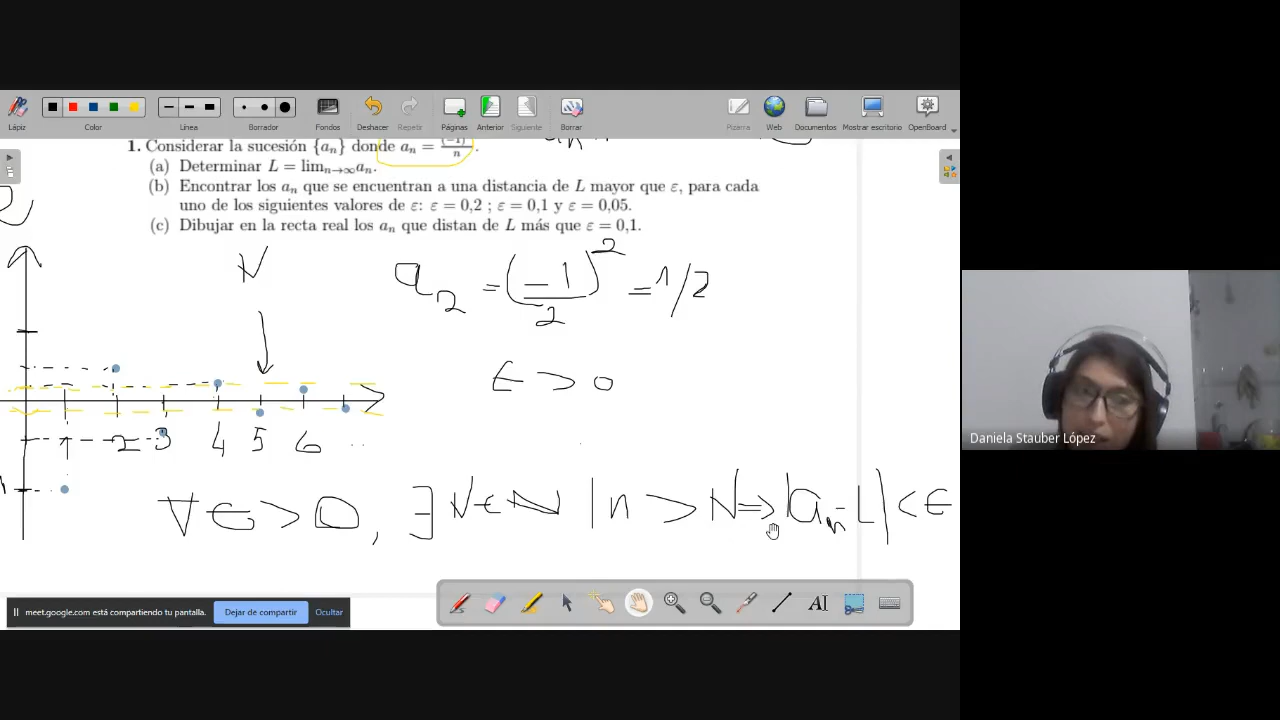 Lápiz Color Línea Borrador Fondos Deshacer Repetir Páginas Anterior Siguiente Borrar Pizarra Web Documentos Mostrar escritorio OpenBoard
1. Considerar la sucesión {aₙ} donde aₙ = (-1)/n.
(a) Determinar L = limₙ→∞ aₙ.
(b) Encontrar los aₙ que se encuentran a una distancia de L mayor que ε, para cada
uno de los siguientes valores de ε: ε = 0,2 ; ε = 0,1 y ε = 0,05.
(c) Dibujar en la recta real los aₙ que distan de L más que ε = 0,1.
N
a₂ = (-1)²/2 = 1/2
ε > 0
1 2 3 4 5 6 ...
∀ε > 0, ∃ N ∈ ℕ | n > N ⇒ |aₙ - L| < ε
Daniela Stauber López
meet.google.com está compartiendo tu pantalla. Dejar de compartir Ocultar
AI